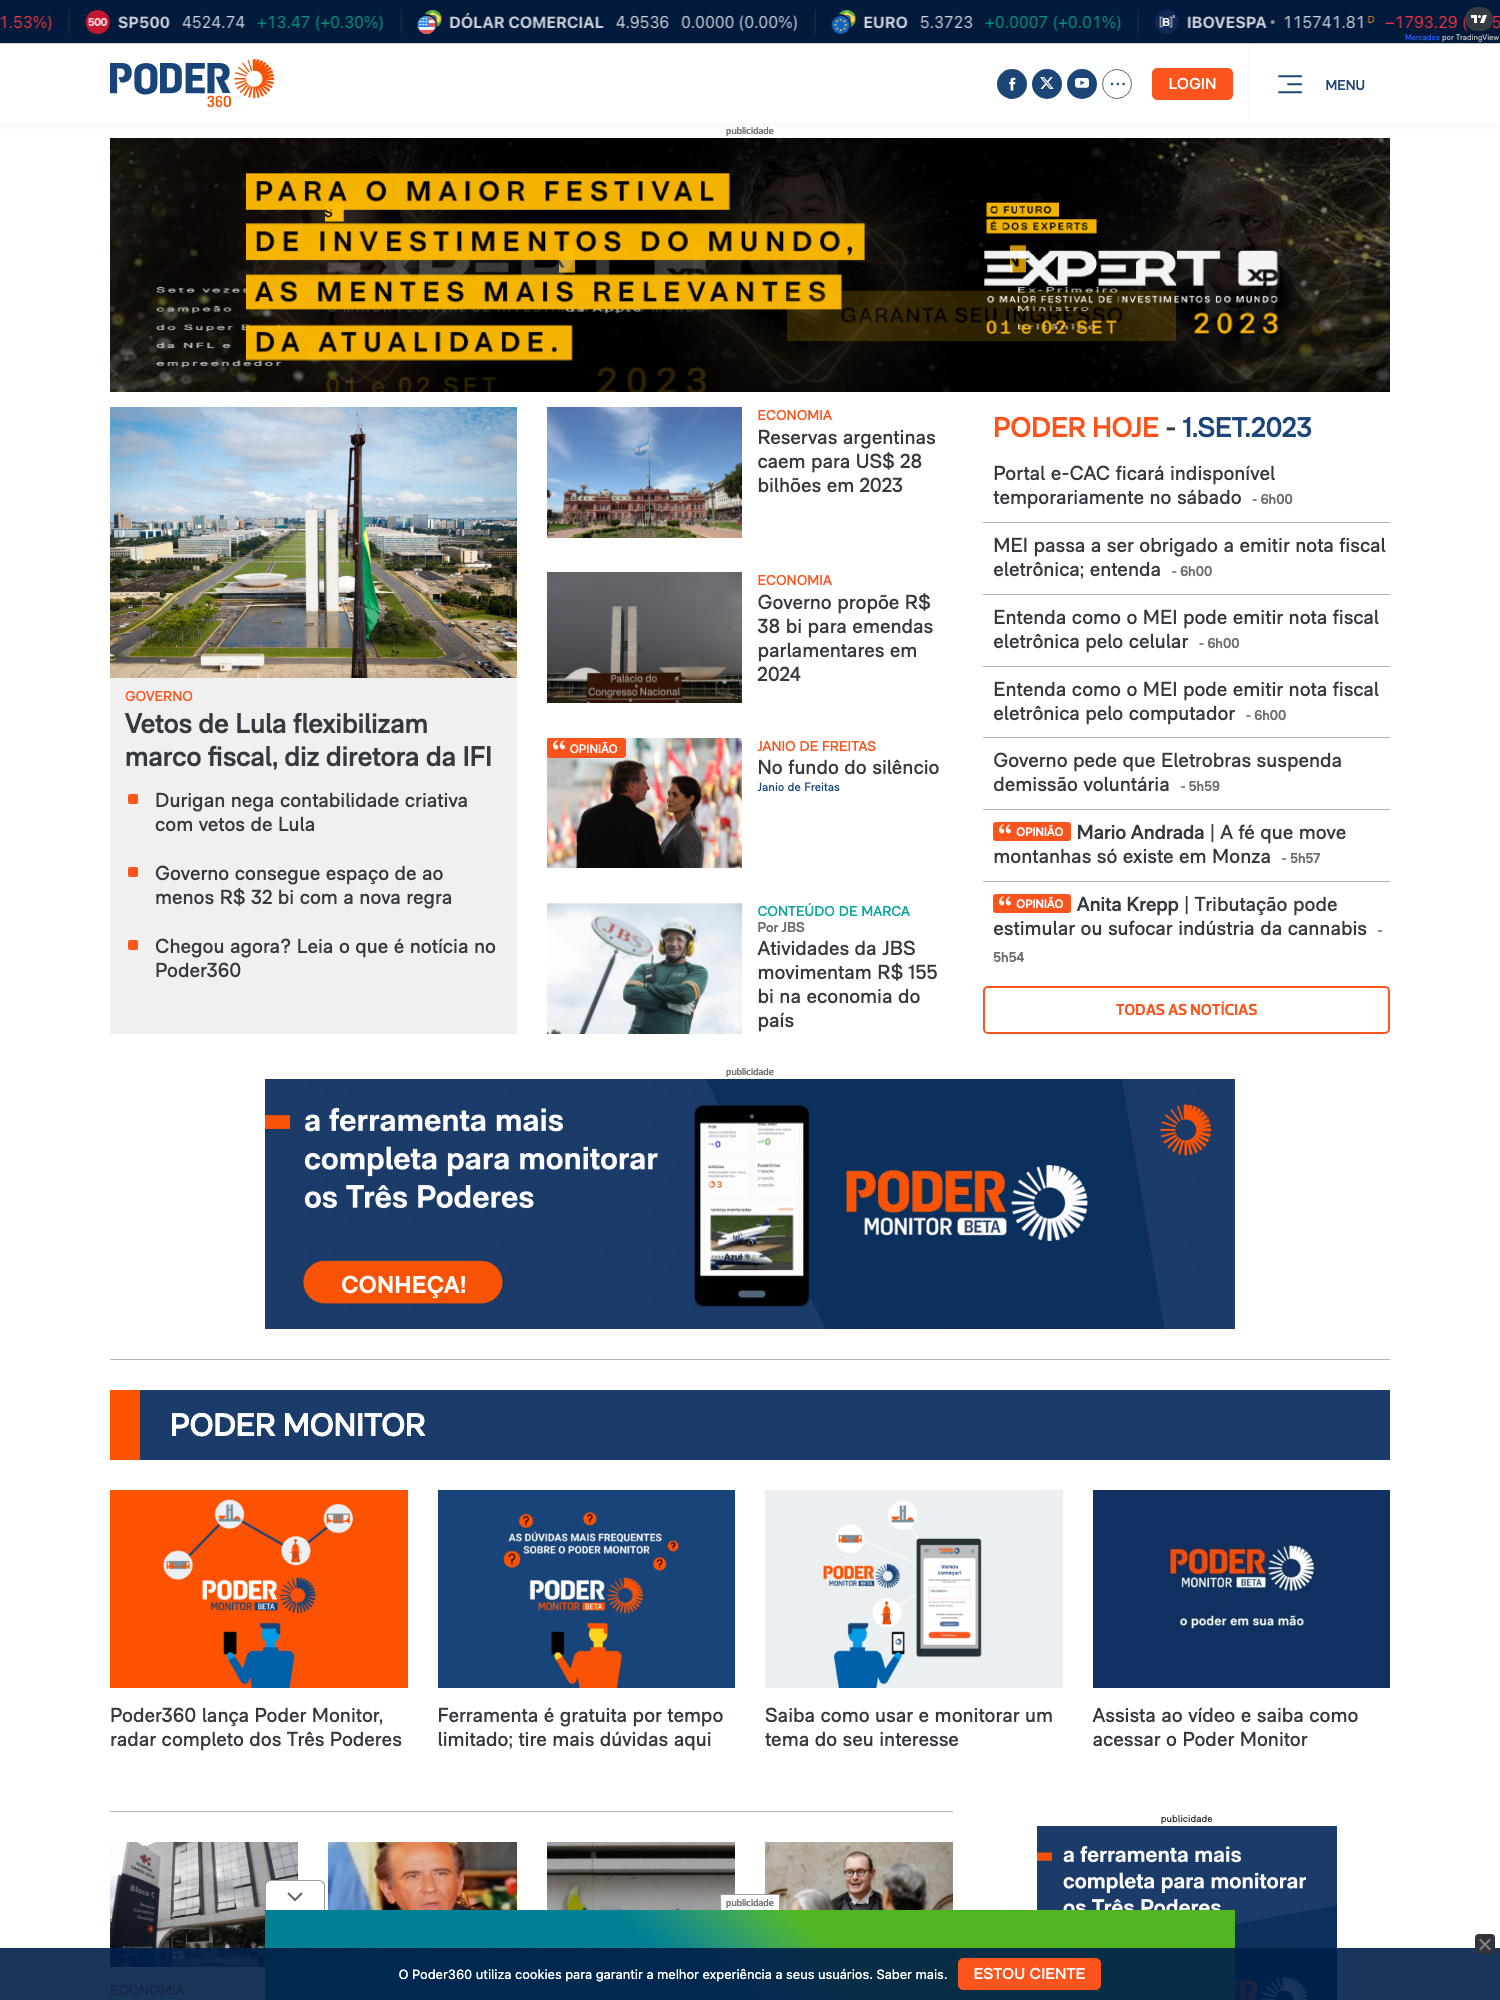 1.53%)
500 SP500 4524.74 +13.47 (+0.30%)
DÓLAR COMERCIAL 4.9536 0.0000 (0.00%)
EURO 5.3723 +0.0007 (+0.01%)
IBOVESPA 115741.81 D −1793.29
Mercados por TradingView
PODER
360
LOGIN
MENU
publicidade
PARA O MAIOR FESTIVAL
DE INVESTIMENTOS DO MUNDO,
AS MENTES MAIS RELEVANTES
DA ATUALIDADE.
Sete vezes
campeão
do Super B
da NFL e
empreendedor
01 e 02 SET
2023
GARANTA SEU INGRESSO
O FUTURO
É DOS EXPERTS
EXPERT XP
Ex-Primeiro
O MAIOR FESTIVAL DE INVESTIMENTOS DO MUNDO
Ministro
britânico
01 e 02 SET 2023
GOVERNO
Vetos de Lula flexibilizam
marco fiscal, diz diretora da IFI
Durigan nega contabilidade criativa
com vetos de Lula
Governo consegue espaço de ao
menos R$ 32 bi com a nova regra
Chegou agora? Leia o que é notícia no
Poder360
ECONOMIA
Reservas argentinas
caem para US$ 28
bilhões em 2023
Palácio do
Congresso Nacional
ECONOMIA
Governo propõe R$
38 bi para emendas
parlamentares em
2024
OPINIÃO
JANIO DE FREITAS
No fundo do silêncio
Janio de Freitas
JBS
CONTEÚDO DE MARCA
Por JBS
Atividades da JBS
movimentam R$ 155
bi na economia do
país
PODER HOJE - 1.SET.2023
Portal e-CAC ficará indisponível
temporariamente no sábado - 6h00
MEI passa a ser obrigado a emitir nota fiscal
eletrônica; entenda - 6h00
Entenda como o MEI pode emitir nota fiscal
eletrônica pelo celular - 6h00
Entenda como o MEI pode emitir nota fiscal
eletrônica pelo computador - 6h00
Governo pede que Eletrobras suspenda
demissão voluntária - 5h59
OPINIÃO Mario Andrada | A fé que move
montanhas só existe em Monza - 5h57
OPINIÃO Anita Krepp | Tributação pode
estimular ou sufocar indústria da cannabis -
5h54
TODAS AS NOTÍCIAS
publicidade
a ferramenta mais
completa para monitorar
os Três Poderes
CONHEÇA!
Azul
PODER
MONITOR BETA
PODER MONITOR
PODER
MONITOR BETA
Poder360 lança Poder Monitor,
radar completo dos Três Poderes
AS DÚVIDAS MAIS FREQUENTES
SOBRE O PODER MONITOR
PODER
MONITOR BETA
Ferramenta é gratuita por tempo
limitado; tire mais dúvidas aqui
PODER
MONITOR BETA
Vamos
começar!
Saiba como usar e monitorar um
tema do seu interesse
PODER
MONITOR BETA
o poder em sua mão
Assista ao vídeo e saiba como
acessar o Poder Monitor
Bloco C
ECONOMIA
publicidade
publicidade
a ferramenta mais
completa para monitorar
os Três Poderes
O Poder360 utiliza cookies para garantir a melhor experiência a seus usuários. Saber mais.
ESTOU CIENTE